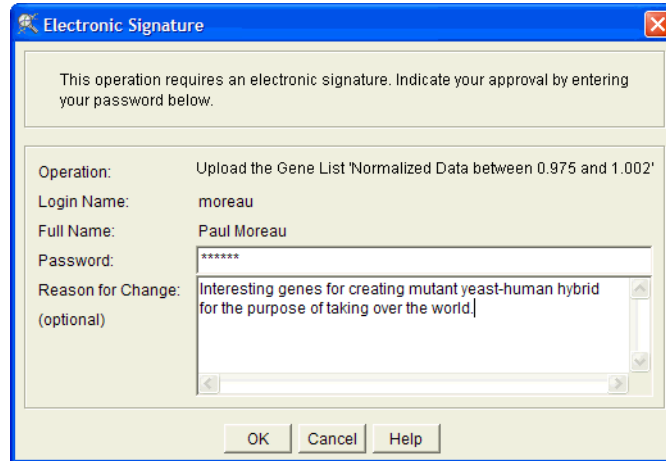 Electronic Signature
This operation requires an electronic signature. Indicate your approval by entering
your password below.
Operation: Upload the Gene List 'Normalized Data between 0.975 and 1.002'
Login Name: moreau
Full Name: Paul Moreau
Password: ******
Reason for Change: Interesting genes for creating mutant yeast-human hybrid
(optional) for the purpose of taking over the world.
OK Cancel Help